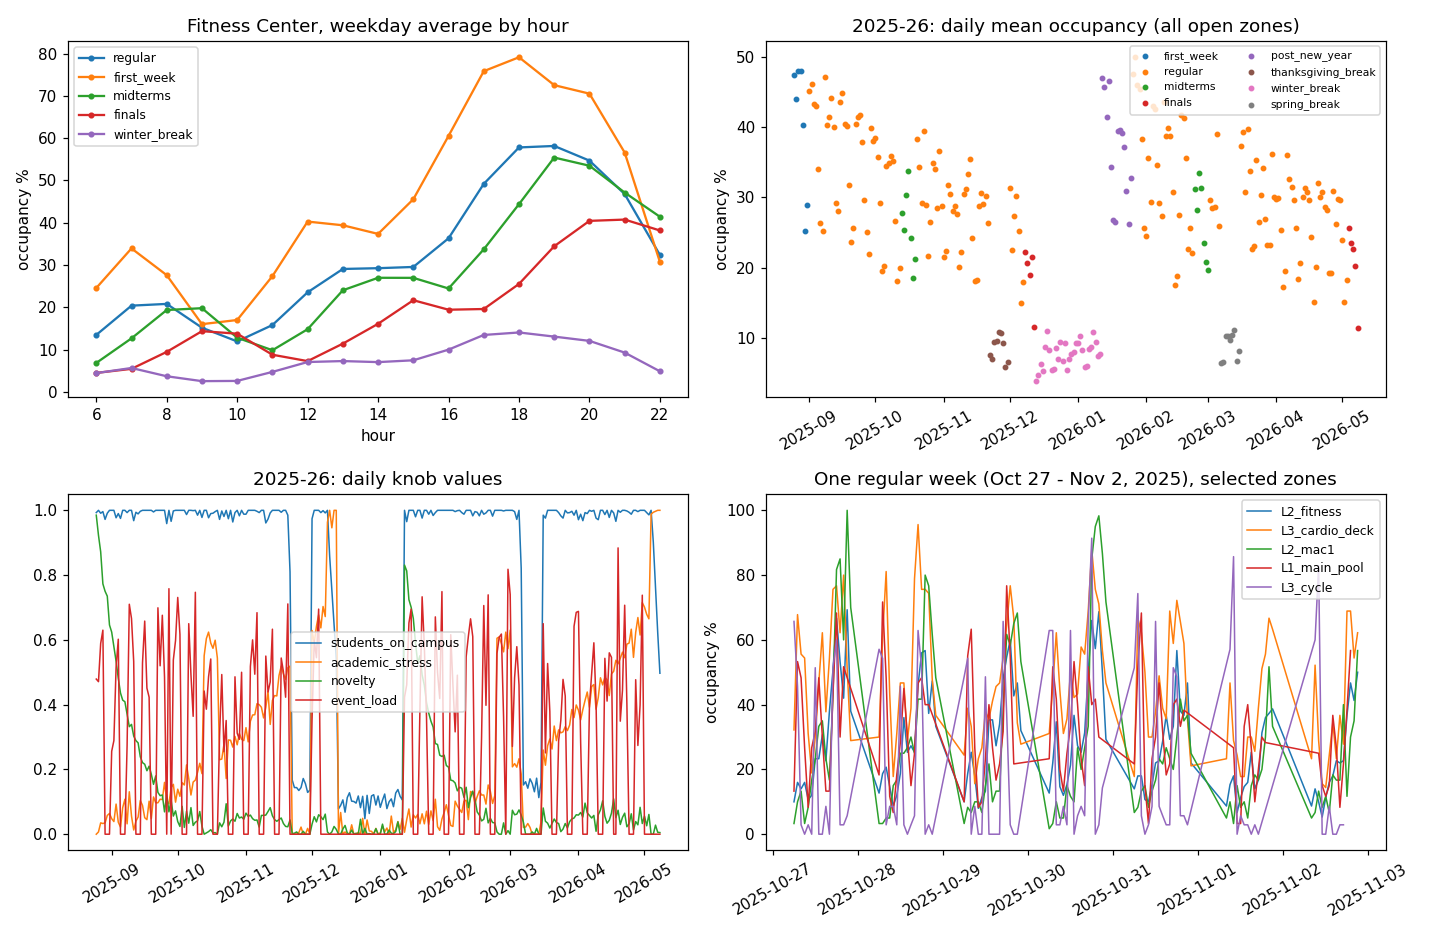 Fitness Center, weekday average by hour
regular
first_week
midterms
finals
winter_break
occupancy %
80
70
60
50
40
30
20
10
0
6
8
10
12
14
16
18
20
22
hour
2025-26: daily mean occupancy (all open zones)
first_week
regular
midterms
finals
post_new_year
thanksgiving_break
winter_break
spring_break
occupancy %
50
40
30
20
10
2025-09
2025-10
2025-11
2025-12
2026-01
2026-02
2026-03
2026-04
2026-05
2025-26: daily knob values
1.0
0.8
0.6
0.4
0.2
0.0
students_on_campus
academic_stress
novelty
event_load
2025-09
2025-10
2025-11
2025-12
2026-01
2026-02
2026-03
2026-04
2026-05
One regular week (Oct 27 - Nov 2, 2025), selected zones
L2_fitness
L3_cardio_deck
L2_mac1
L1_main_pool
L3_cycle
occupancy %
100
80
60
40
20
0
2025-10-27
2025-10-28
2025-10-29
2025-10-30
2025-10-31
2025-11-01
2025-11-02
2025-11-03